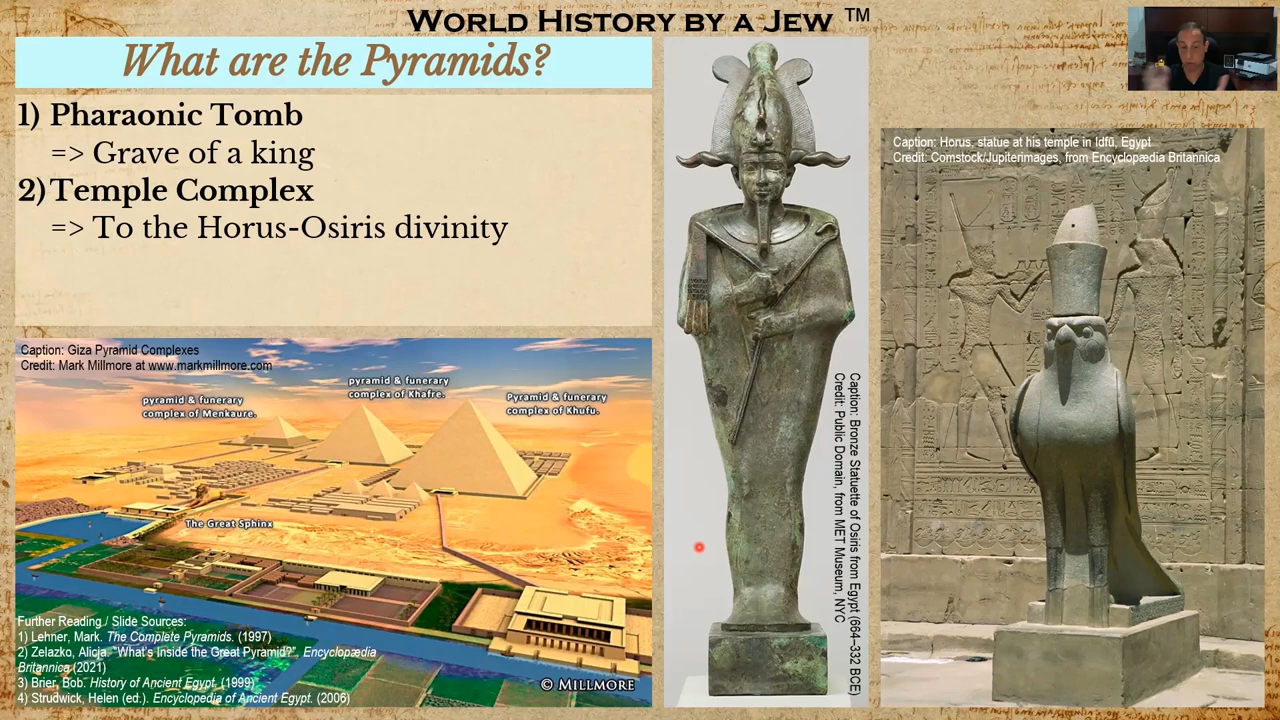 WORLD HISTORY BY A JEW ™
What are the Pyramids?
1) Pharaonic Tomb
=> Grave of a king
2) Temple Complex
=> To the Horus-Osiris divinity
Caption: Giza Pyramid Complexes
Credit: Mark Millmore at www.markmillmore.com
pyramid & funerary
complex of Menkaure.
pyramid & funerary
complex of Khafre.
Pyramid & funerary
complex of Khufu.
The Great Sphinx
Further Reading / Slide Sources:
1) Lehner, Mark. The Complete Pyramids. (1997)
2) Zelazko, Alicja. "What's Inside the Great Pyramid?", Encyclopædia
Britannica (2021)
3) Brier, Bob. History of Ancient Egypt. (1999)
4) Strudwick, Helen (ed.). Encyclopedia of Ancient Egypt. (2006)
© MILLMORE
Caption: Bronze Statuette of Osiris from Egypt (664–332 BCE)
Credit: Public Domain, from MET Museum, NYC
Caption: Horus, statue at his temple in Idfū, Egypt
Credit: Comstock/Jupiterimages, from Encyclopædia Britannica